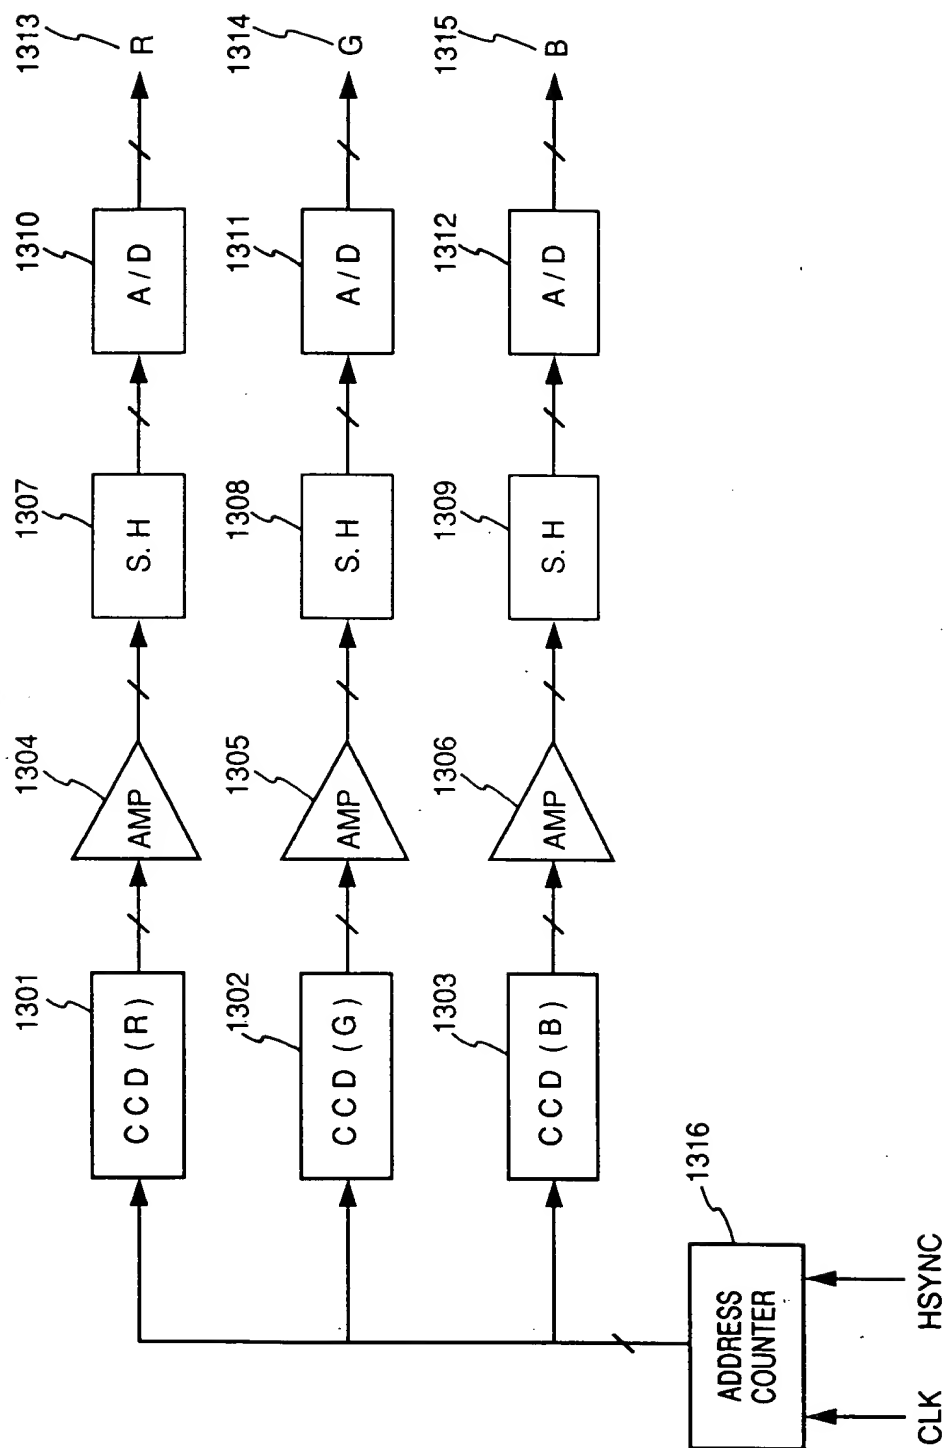 1313
R
1314
G
1315
B
1310
A/D
1311
A/D
1312
A/D
1307
S.H
1308
S.H
1309
S.H
1304
AMP
1305
AMP
1306
AMP
1301
CCD (R)
1302
CCD (G)
1303
CCD (B)
1316
ADDRESS
COUNTER
CLK
HSYNC